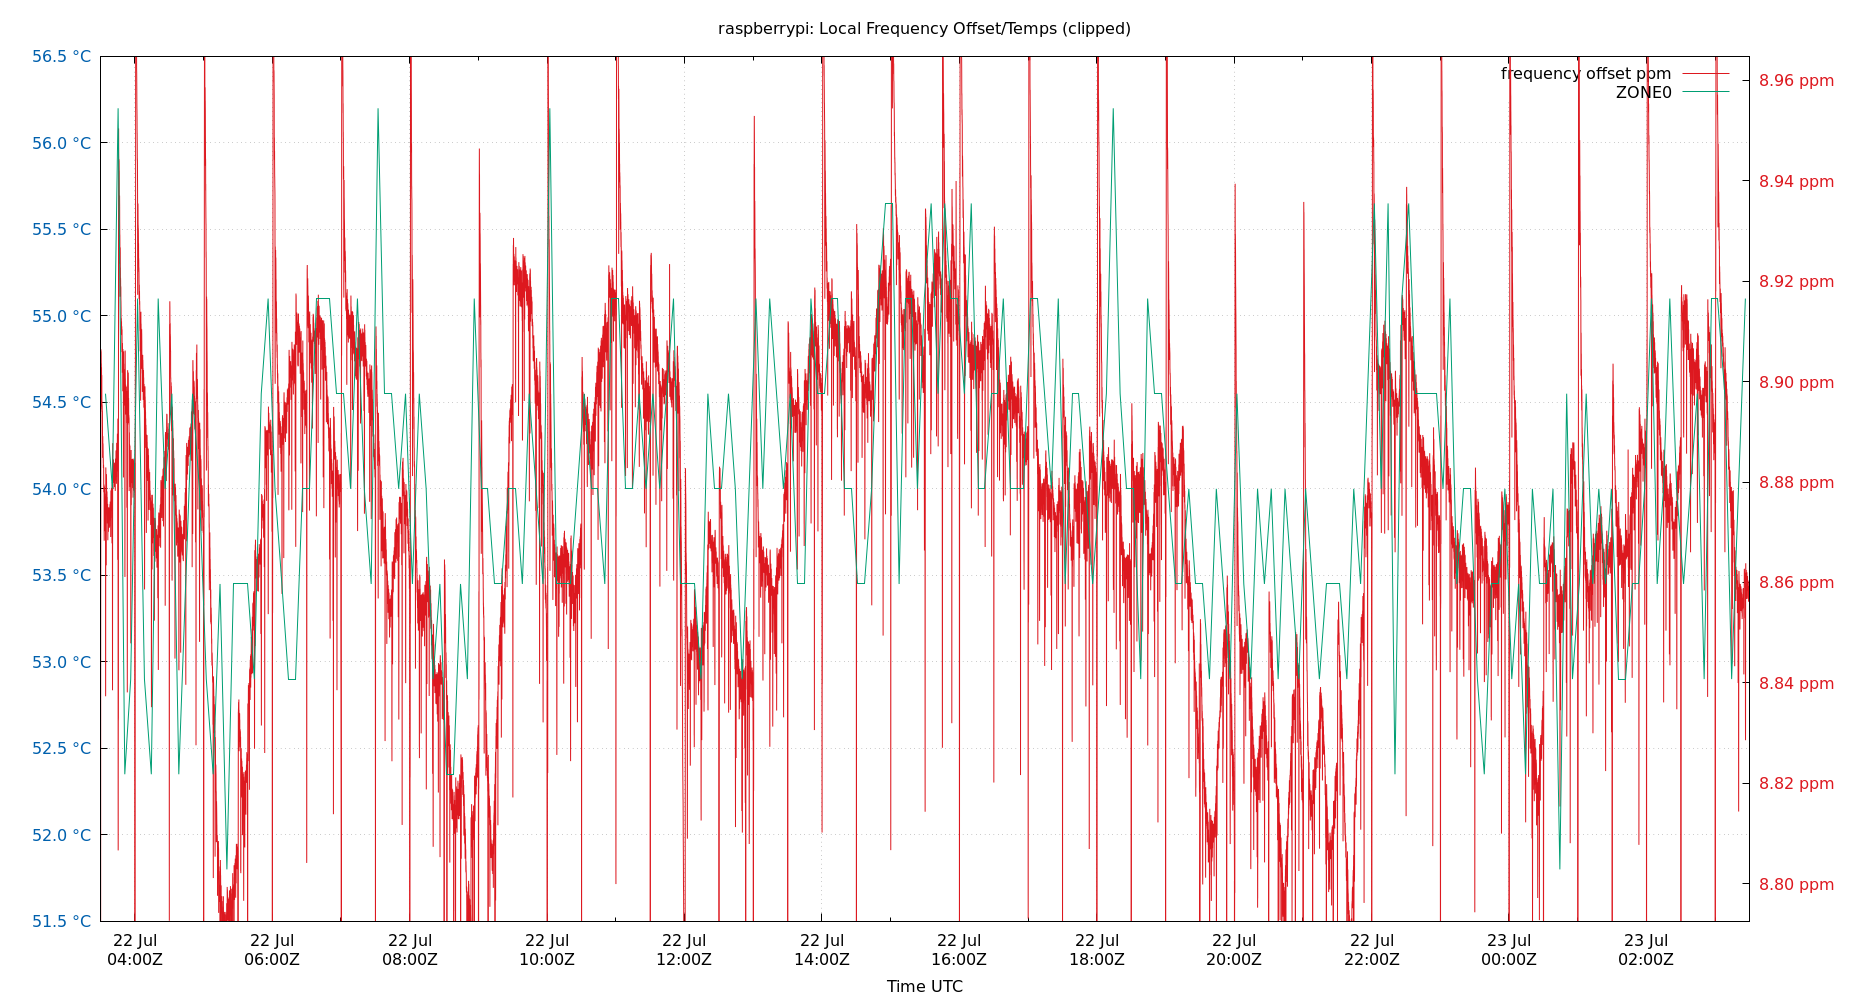 raspberrypi: Local Frequency Offset/Temps (clipped)
56.5 °C
56.0 °C
55.5 °C
55.0 °C
54.5 °C
54.0 °C
53.5 °C
53.0 °C
52.5 °C
52.0 °C
51.5 °C
frequency offset ppm
ZONE0
8.96 ppm
8.94 ppm
8.92 ppm
8.90 ppm
8.88 ppm
8.86 ppm
8.84 ppm
8.82 ppm
8.80 ppm
22 Jul 22 Jul 22 Jul 22 Jul 22 Jul 22 Jul 22 Jul 22 Jul 22 Jul 22 Jul 23 Jul 23 Jul
04:00Z 06:00Z 08:00Z 10:00Z 12:00Z 14:00Z 16:00Z 18:00Z 20:00Z 22:00Z 00:00Z 02:00Z
Time UTC